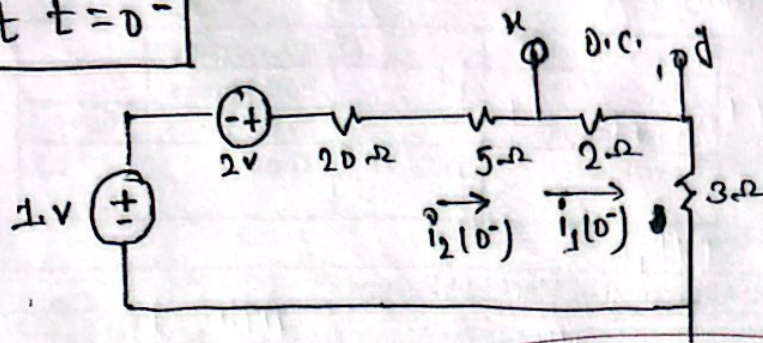 t t = 0⁻
x O.C. y
- +
2V 20Ω 5Ω 2Ω
1V + - 3Ω
i₂(0⁻) i₁(0⁻)